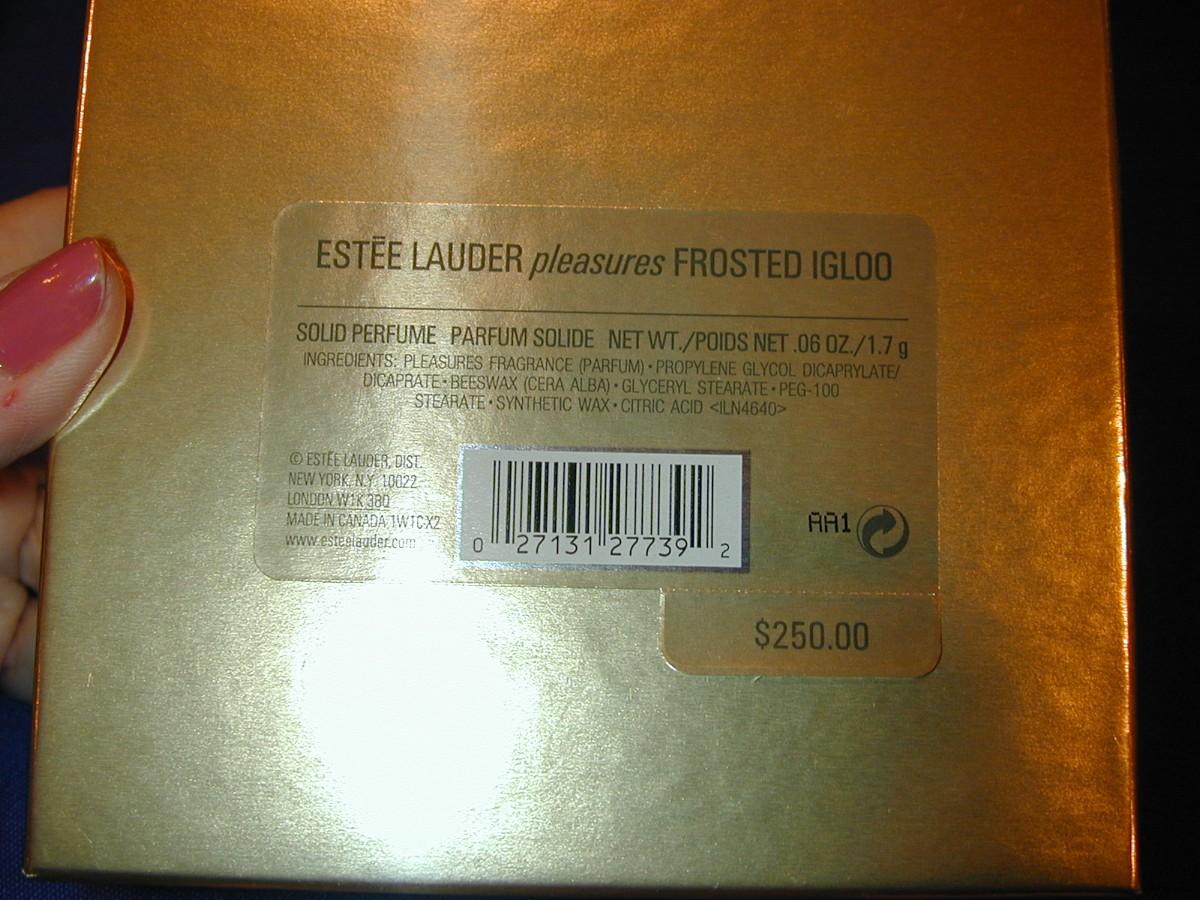 ESTĒE LAUDER pleasures FROSTED IGLOO
SOLID PERFUME PARFUM SOLIDE NET WT./POIDS NET .06 OZ./1.7 g
INGREDIENTS: PLEASURES FRAGRANCE (PARFUM) • PROPYLENE GLYCOL DICAPRYLATE/
DICAPRATE • BEESWAX (CERA ALBA) • GLYCERYL STEARATE • PEG-100
STEARATE • SYNTHETIC WAX • CITRIC ACID <ILN4640>
© ESTĒE LAUDER, DIST.
NEW YORK, N.Y. 10022
LONDON W1K 3BQ
MADE IN CANADA 1W1C-X2
www.esteelauder.com
0 27131 27739 2
AA1
$250.00